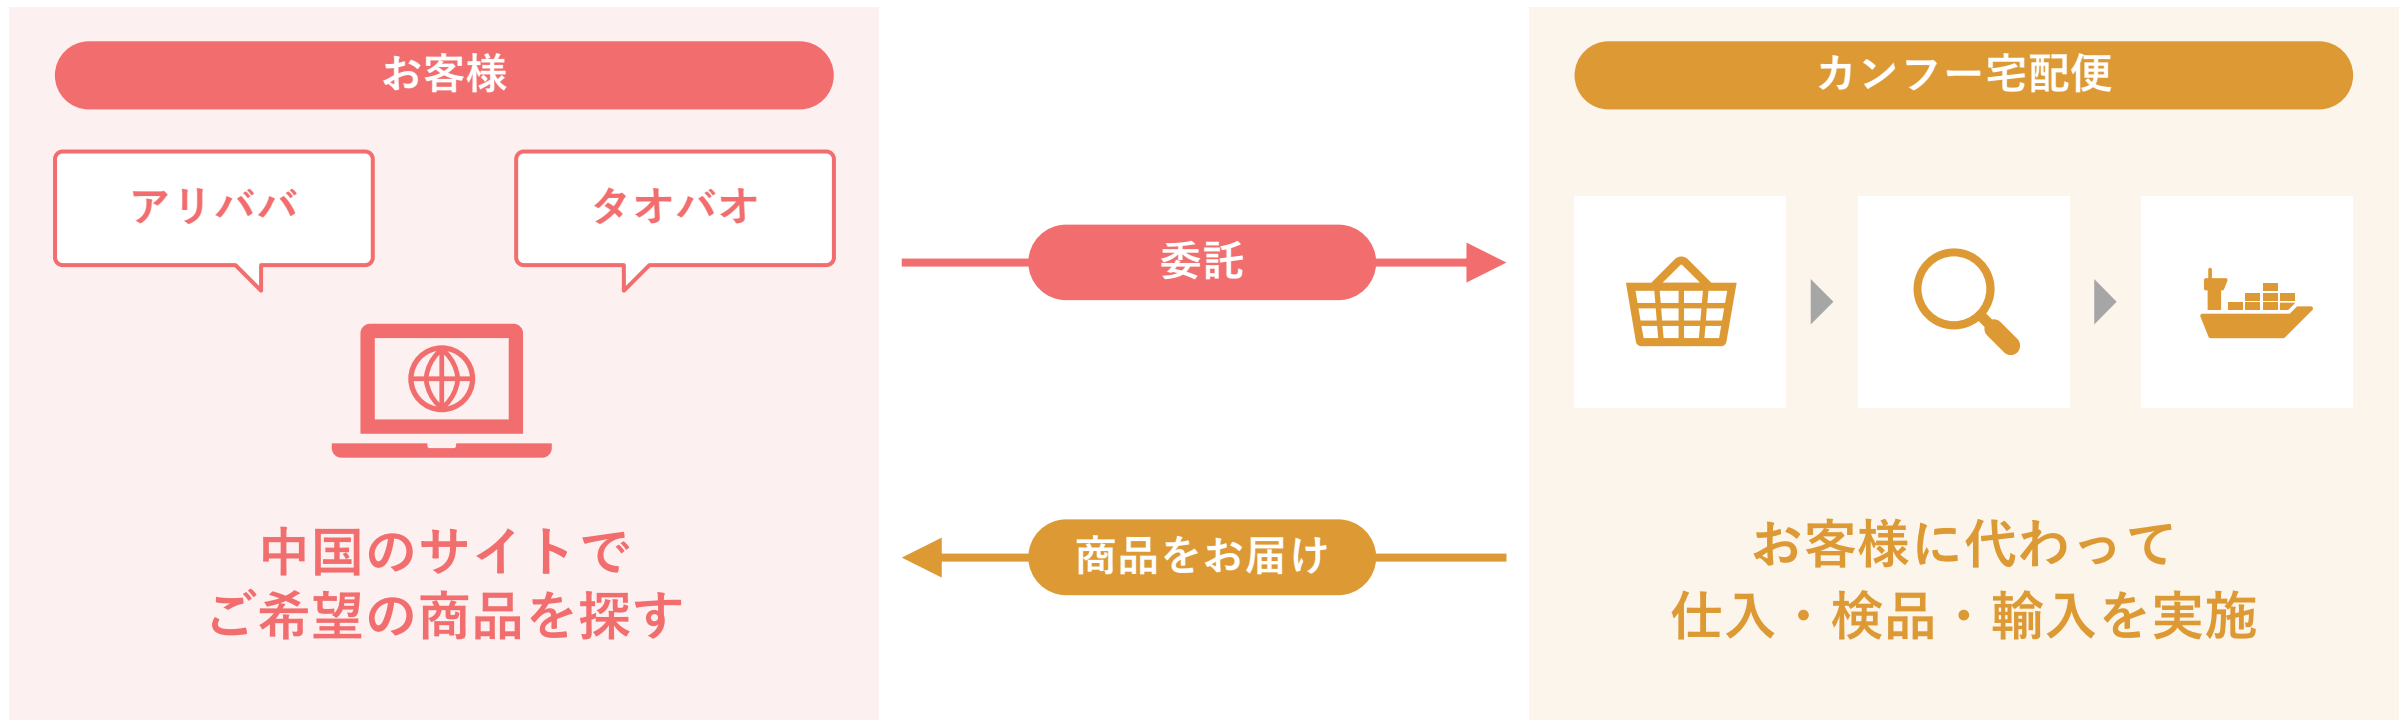 お客様
アリババ
タオバオ
中国のサイトで
ご希望の商品を探す
委託
商品をお届け
カンフー宅配便
お客様に代わって
仕入・検品・輸入を実施